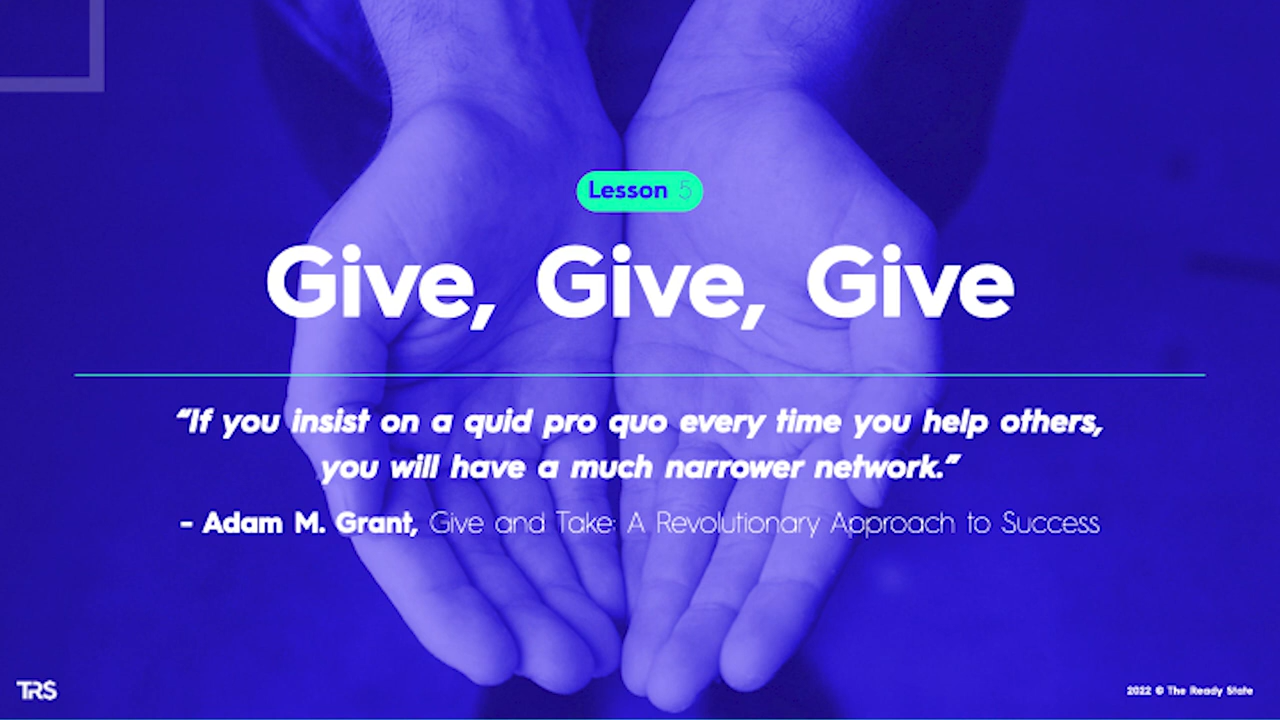 Lesson 5
Give, Give, Give
“If you insist on a quid pro quo every time you help others,
you will have a much narrower network.”
- Adam M. Grant, Give and Take: A Revolutionary Approach to Success
TRS
2022 © The Ready State